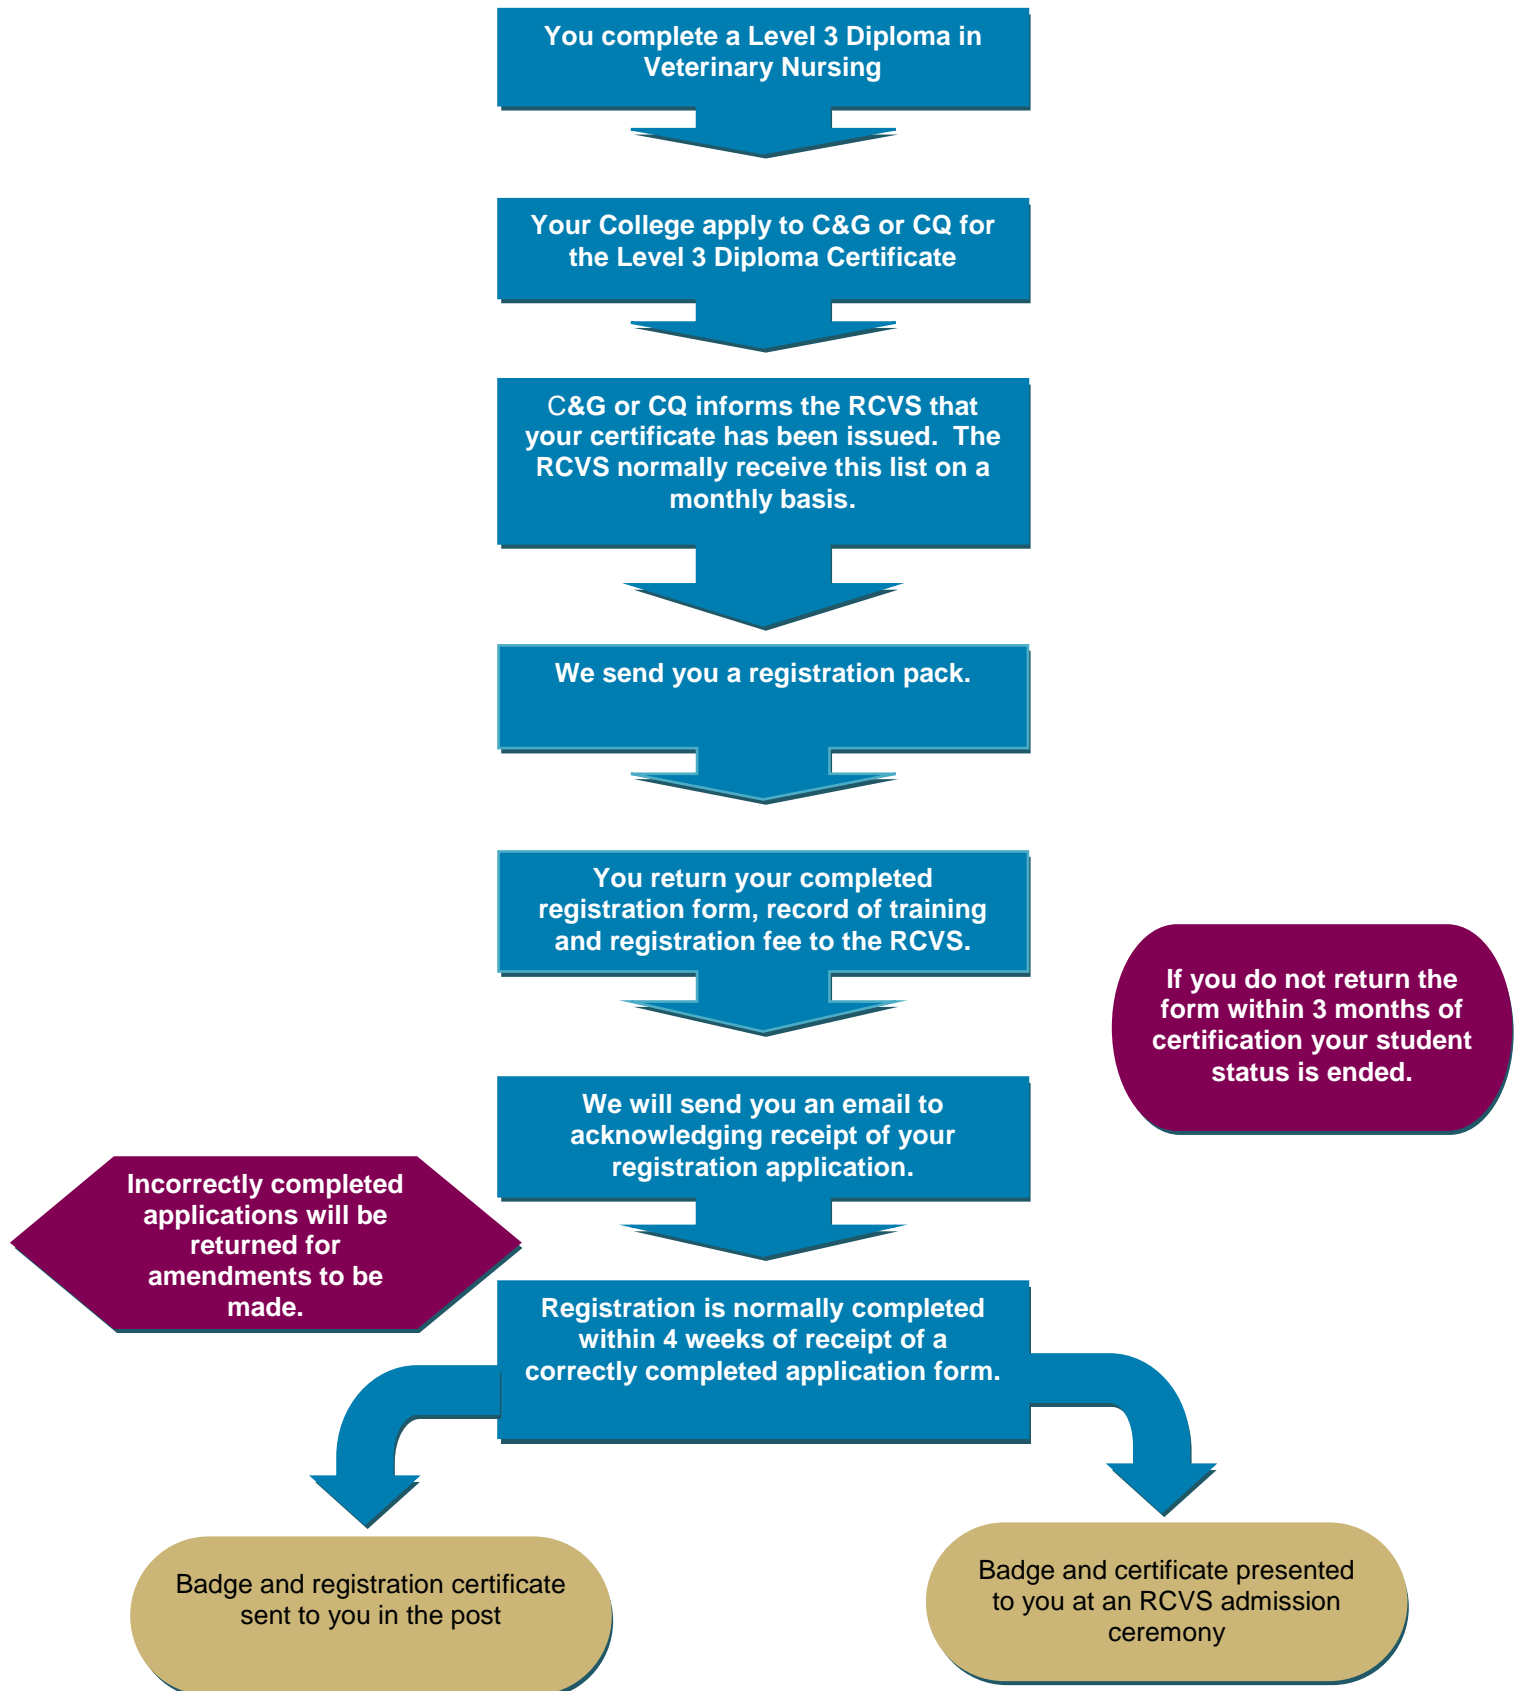 You complete a Level 3 Diploma in
Veterinary Nursing
Your College apply to C&G or CQ for
the Level 3 Diploma Certificate
C&G or CQ informs the RCVS that
your certificate has been issued.  The
RCVS normally receive this list on a
monthly basis.
We send you a registration pack.
You return your completed
registration form, record of training
and registration fee to the RCVS.
If you do not return the
form within 3 months of
certification your student
status is ended.
We will send you an email to
acknowledging receipt of your
registration application.
Incorrectly completed
applications will be
returned for
amendments to be
made.
Registration is normally completed
within 4 weeks of receipt of a
correctly completed application form.
Badge and registration certificate
sent to you in the post
Badge and certificate presented
to you at an RCVS admission
ceremony